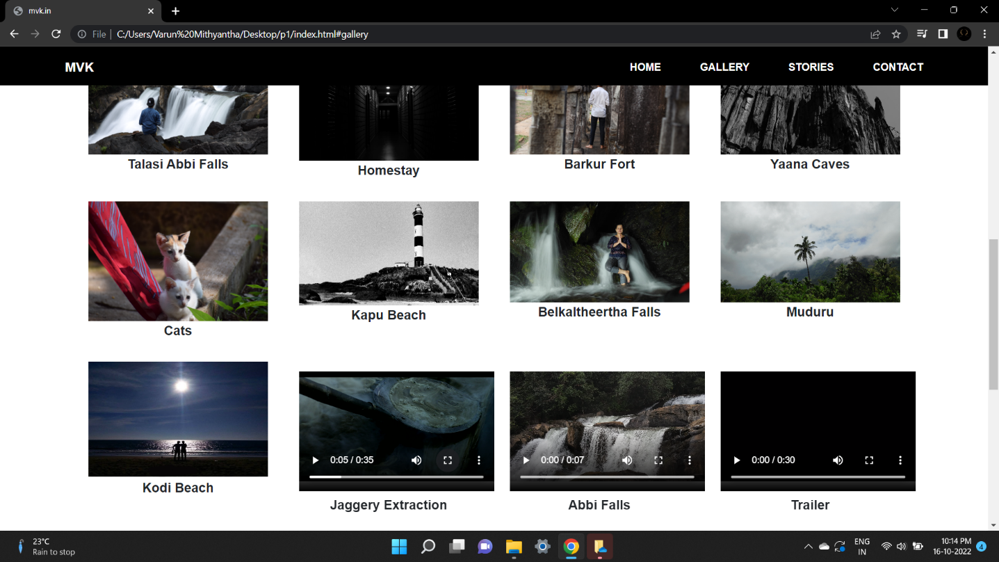 mvk.in
File | C:/Users/Varun%20Mithyantha/Desktop/p1/index.html#gallery
MVK HOME GALLERY STORIES CONTACT
Talasi Abbi Falls
Homestay
Barkur Fort
Yaana Caves
Cats
Kapu Beach
Belkaltheertha Falls
Muduru
Kodi Beach
0:05 / 0:35
Jaggery Extraction
0:00 / 0:07
Abbi Falls
0:00 / 0:30
Trailer
23°C
Rain to stop
ENG
IN
10:14 PM
16-10-2022
4